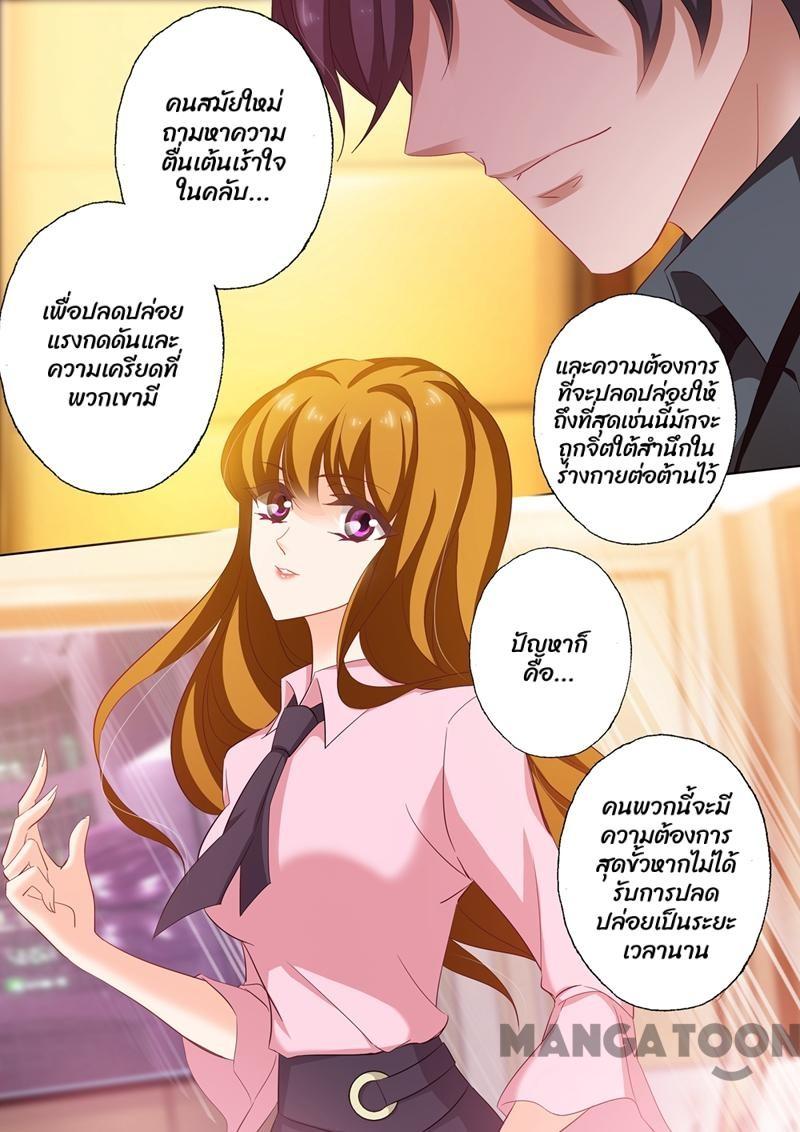 คนสมัยใหม่
ถามหาความ
ตื่นเต้นเร้าใจ
ในคลับ...
เพื่อปลดปล่อย
แรงกดดันและ
ความเครียดที่
พวกเขามี
และความต้องการ
ที่จะปลดปล่อยให้
ถึงที่สุดเช่นนี้มักจะ
ถูกจิตใต้สำนึกใน
ร่างกายต่อต้านไว้
ปัญหาก็
คือ...
คนพวกนี้จะมี
ความต้องการ
สุดขั้วหากไม่ได้
รับการปลด
ปล่อยเป็นระยะ
เวลานาน
MANGATOON